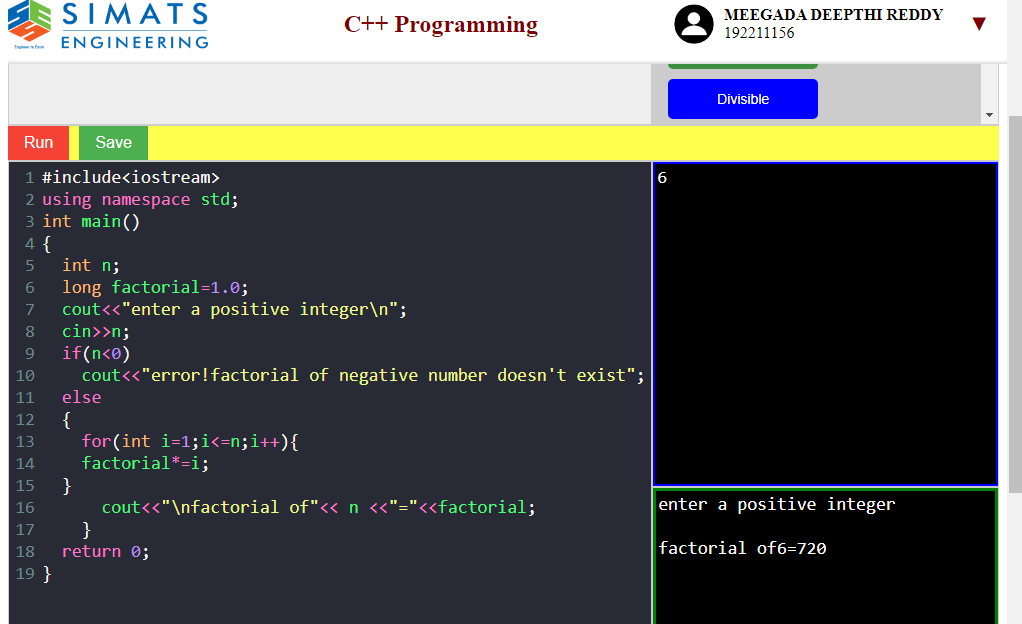 SIMATS
ENGINEERING
Engineer to Excel
C++ Programming
MEEGADA DEEPTHI REDDY
192211156
Divisible
Run Save
1 #include<iostream>
2 using namespace std;
3 int main()
4 {
5   int n;
6   long factorial=1.0;
7   cout<<"enter a positive integer\n";
8   cin>>n;
9   if(n<0)
10     cout<<"error!factorial of negative number doesn't exist";
11   else
12   {
13     for(int i=1;i<=n;i++){
14     factorial*=i;
15   }
16       cout<<"\nfactorial of"<< n <<"="<<factorial;
17     }
18   return 0;
19 }
6
enter a positive integer
factorial of6=720